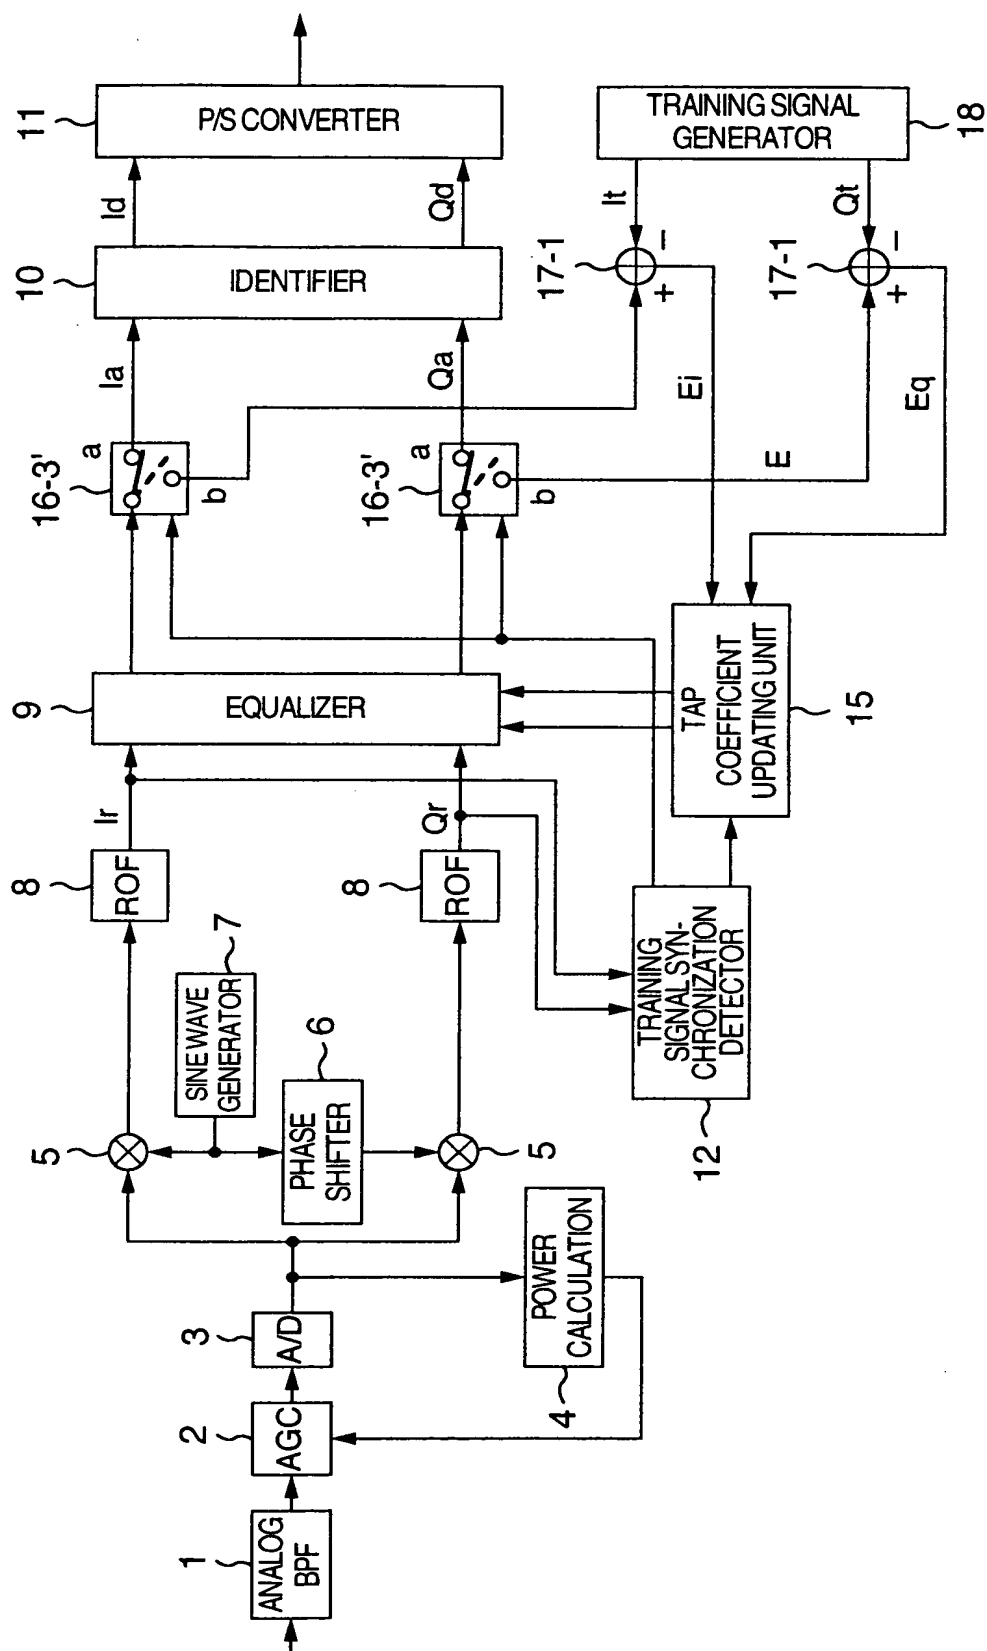 1
ANALOG
BPF
2
AGC
3
A/D
4
POWER
CALCULATION
5
5
6
PHASE
SHIFTER
7
SINE WAVE
GENERATOR
8
ROF
Ir
8
ROF
Qr
9
EQUALIZER
12
TRAINING
SIGNAL SYN-
CHRONIZATION
DETECTOR
15
TAP
COEFFICIENT
UPDATING UNIT
16-3'
a
b
Ia
16-3'
a
b
Qa
10
IDENTIFIER
Id
Qd
11
P/S CONVERTER
17-1
+
−
It
Ei
17-1
+
−
Qt
E
Eq
TRAINING SIGNAL
GENERATOR
18